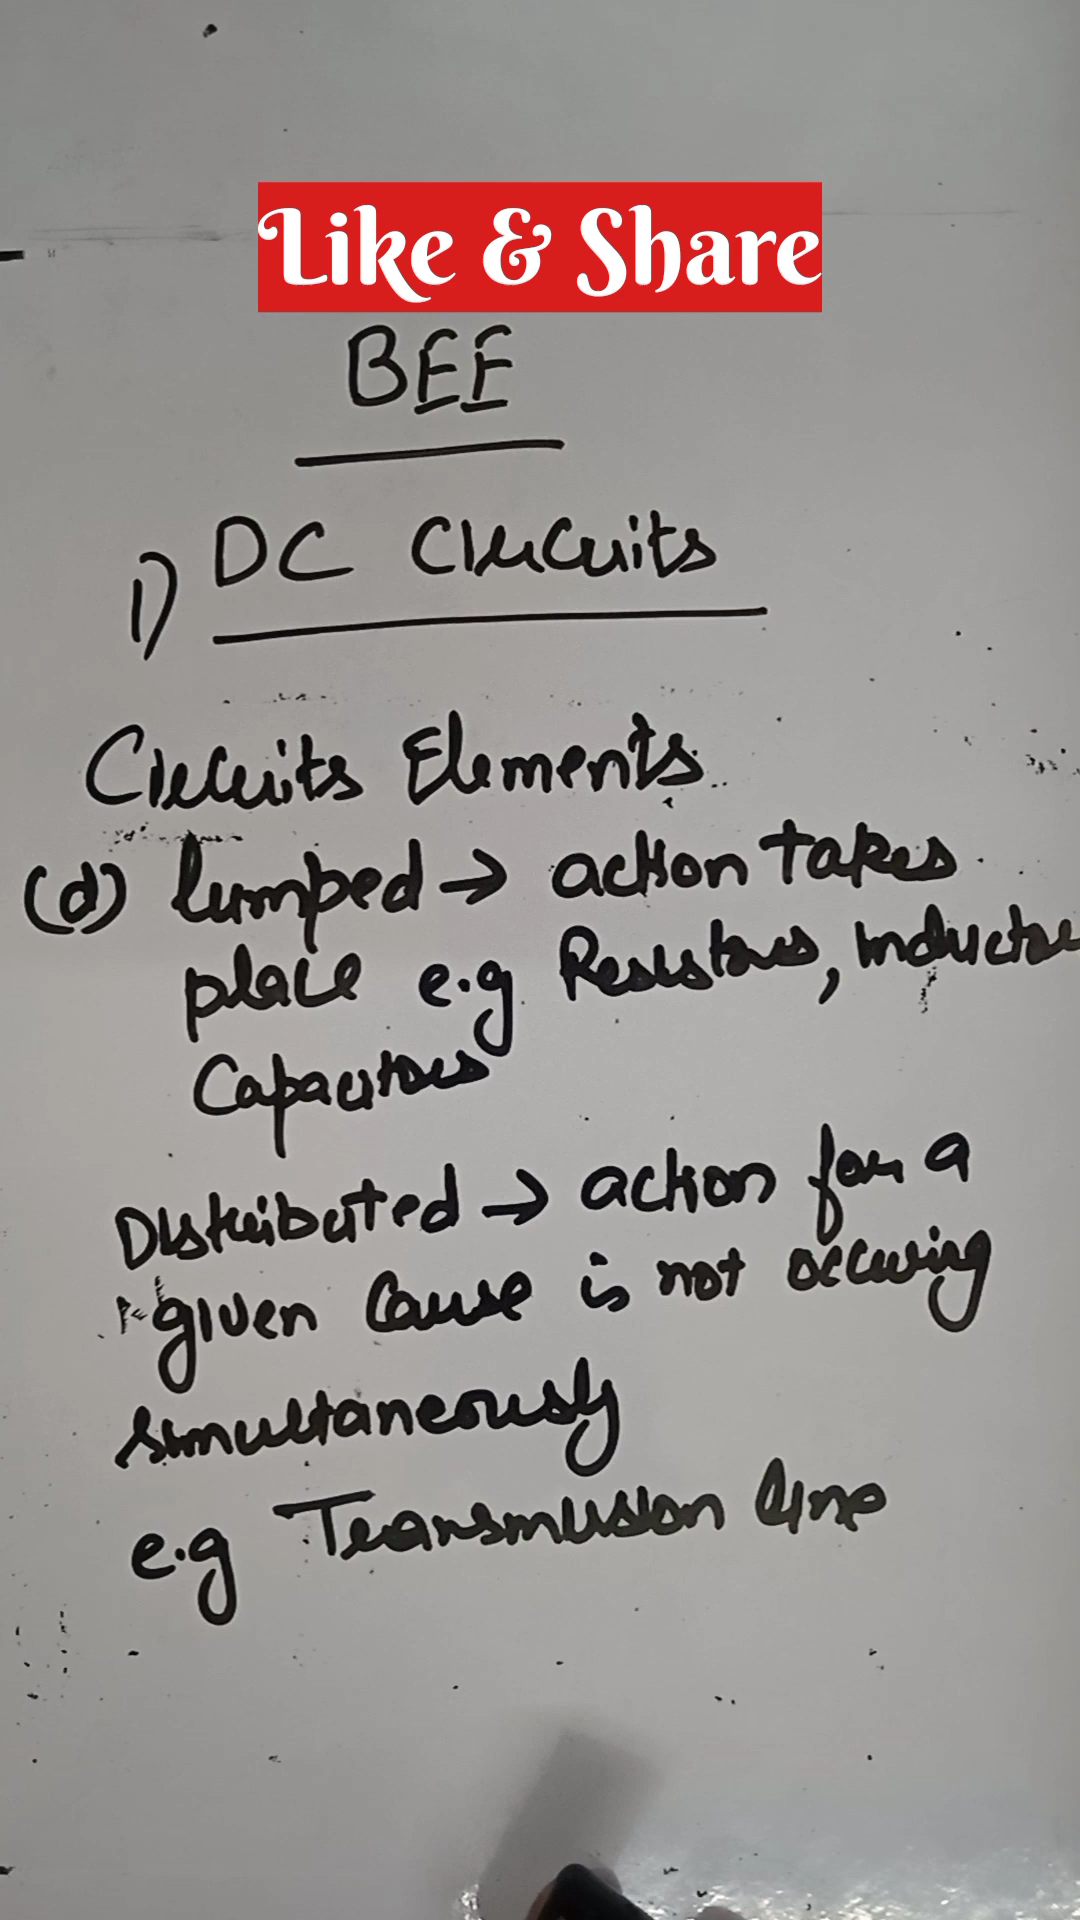 Like & Share
BEE
1) DC Circuits
Circuits Elements
(d) lumped → action takes
place e.g Resistors, inductor
Capacitors
Distributed → action for a
given cause is not occuring
simultaneously
e.g Transmission line